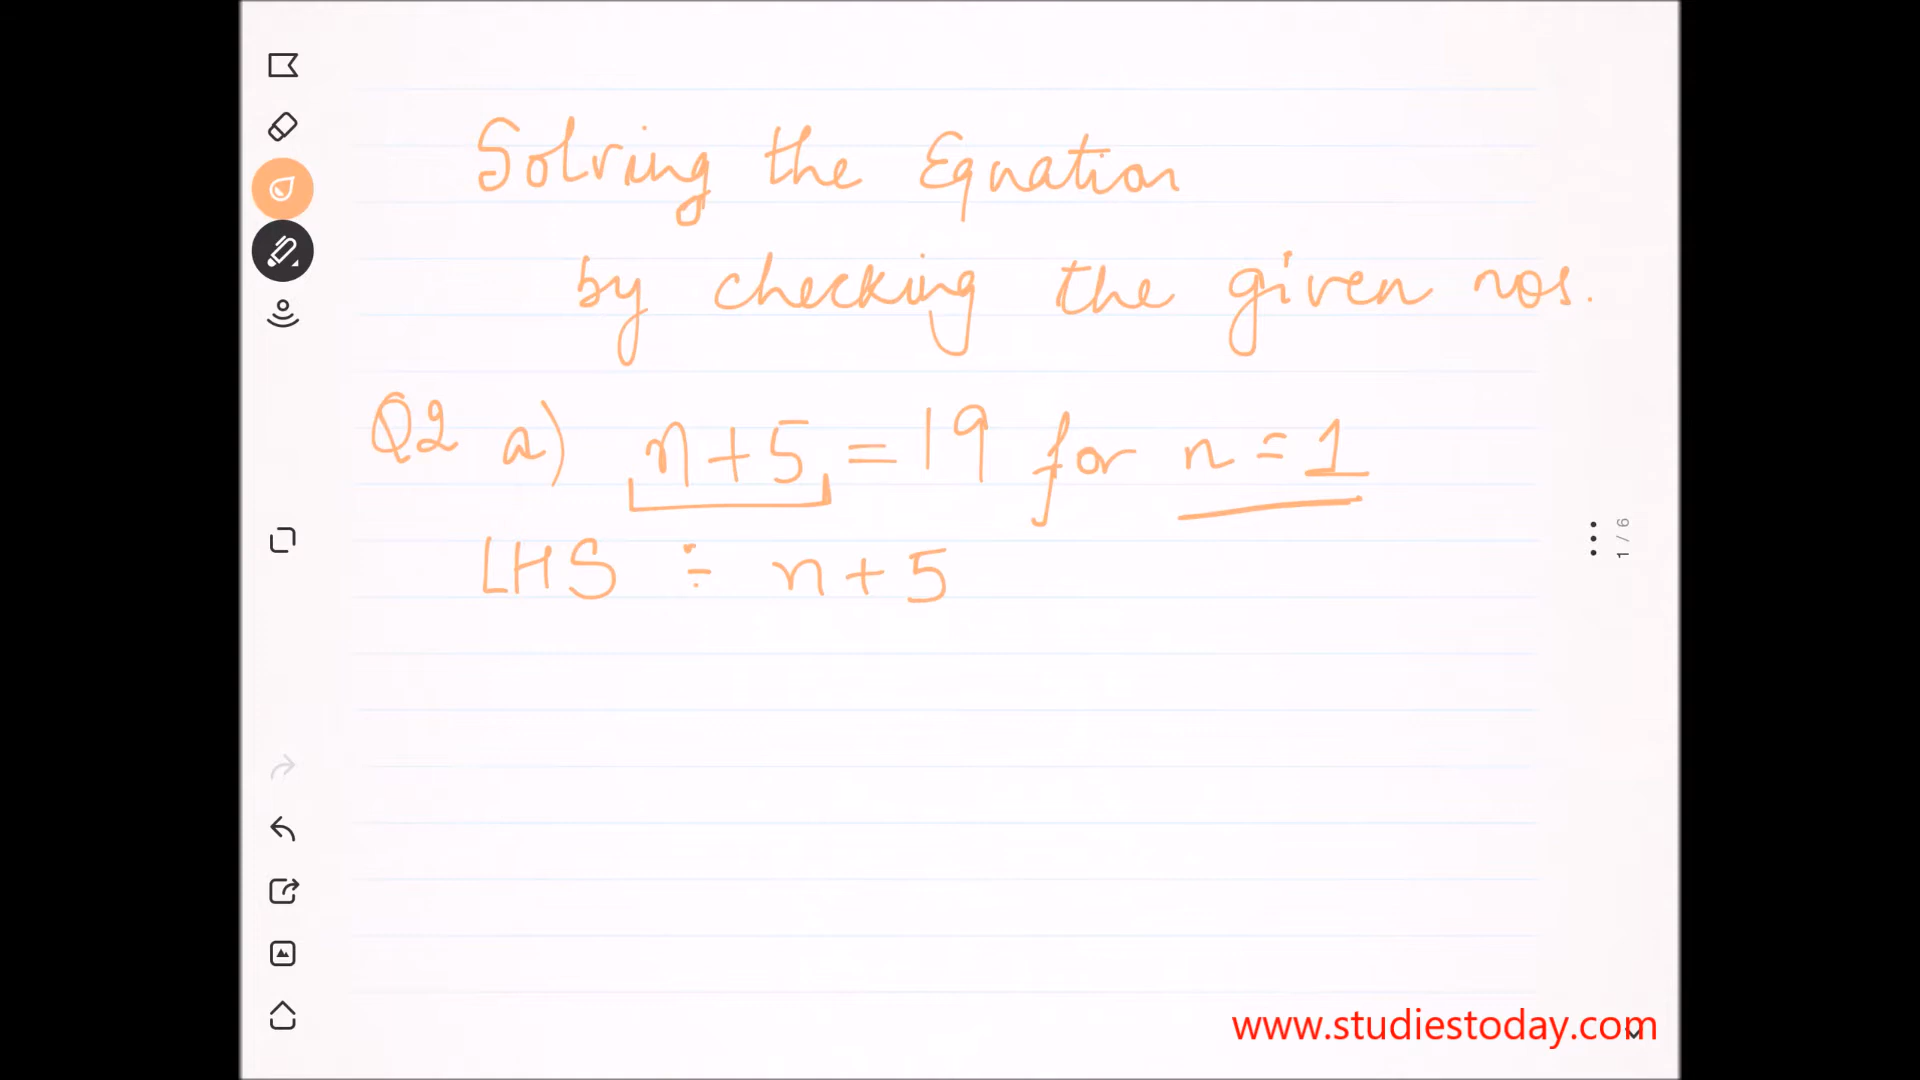 Solving the Equation
by checking the given nos.
Q2 a) n+5 = 19 for n = 1
LHS ÷ n+5
1 / 6
www.studiestoday.com